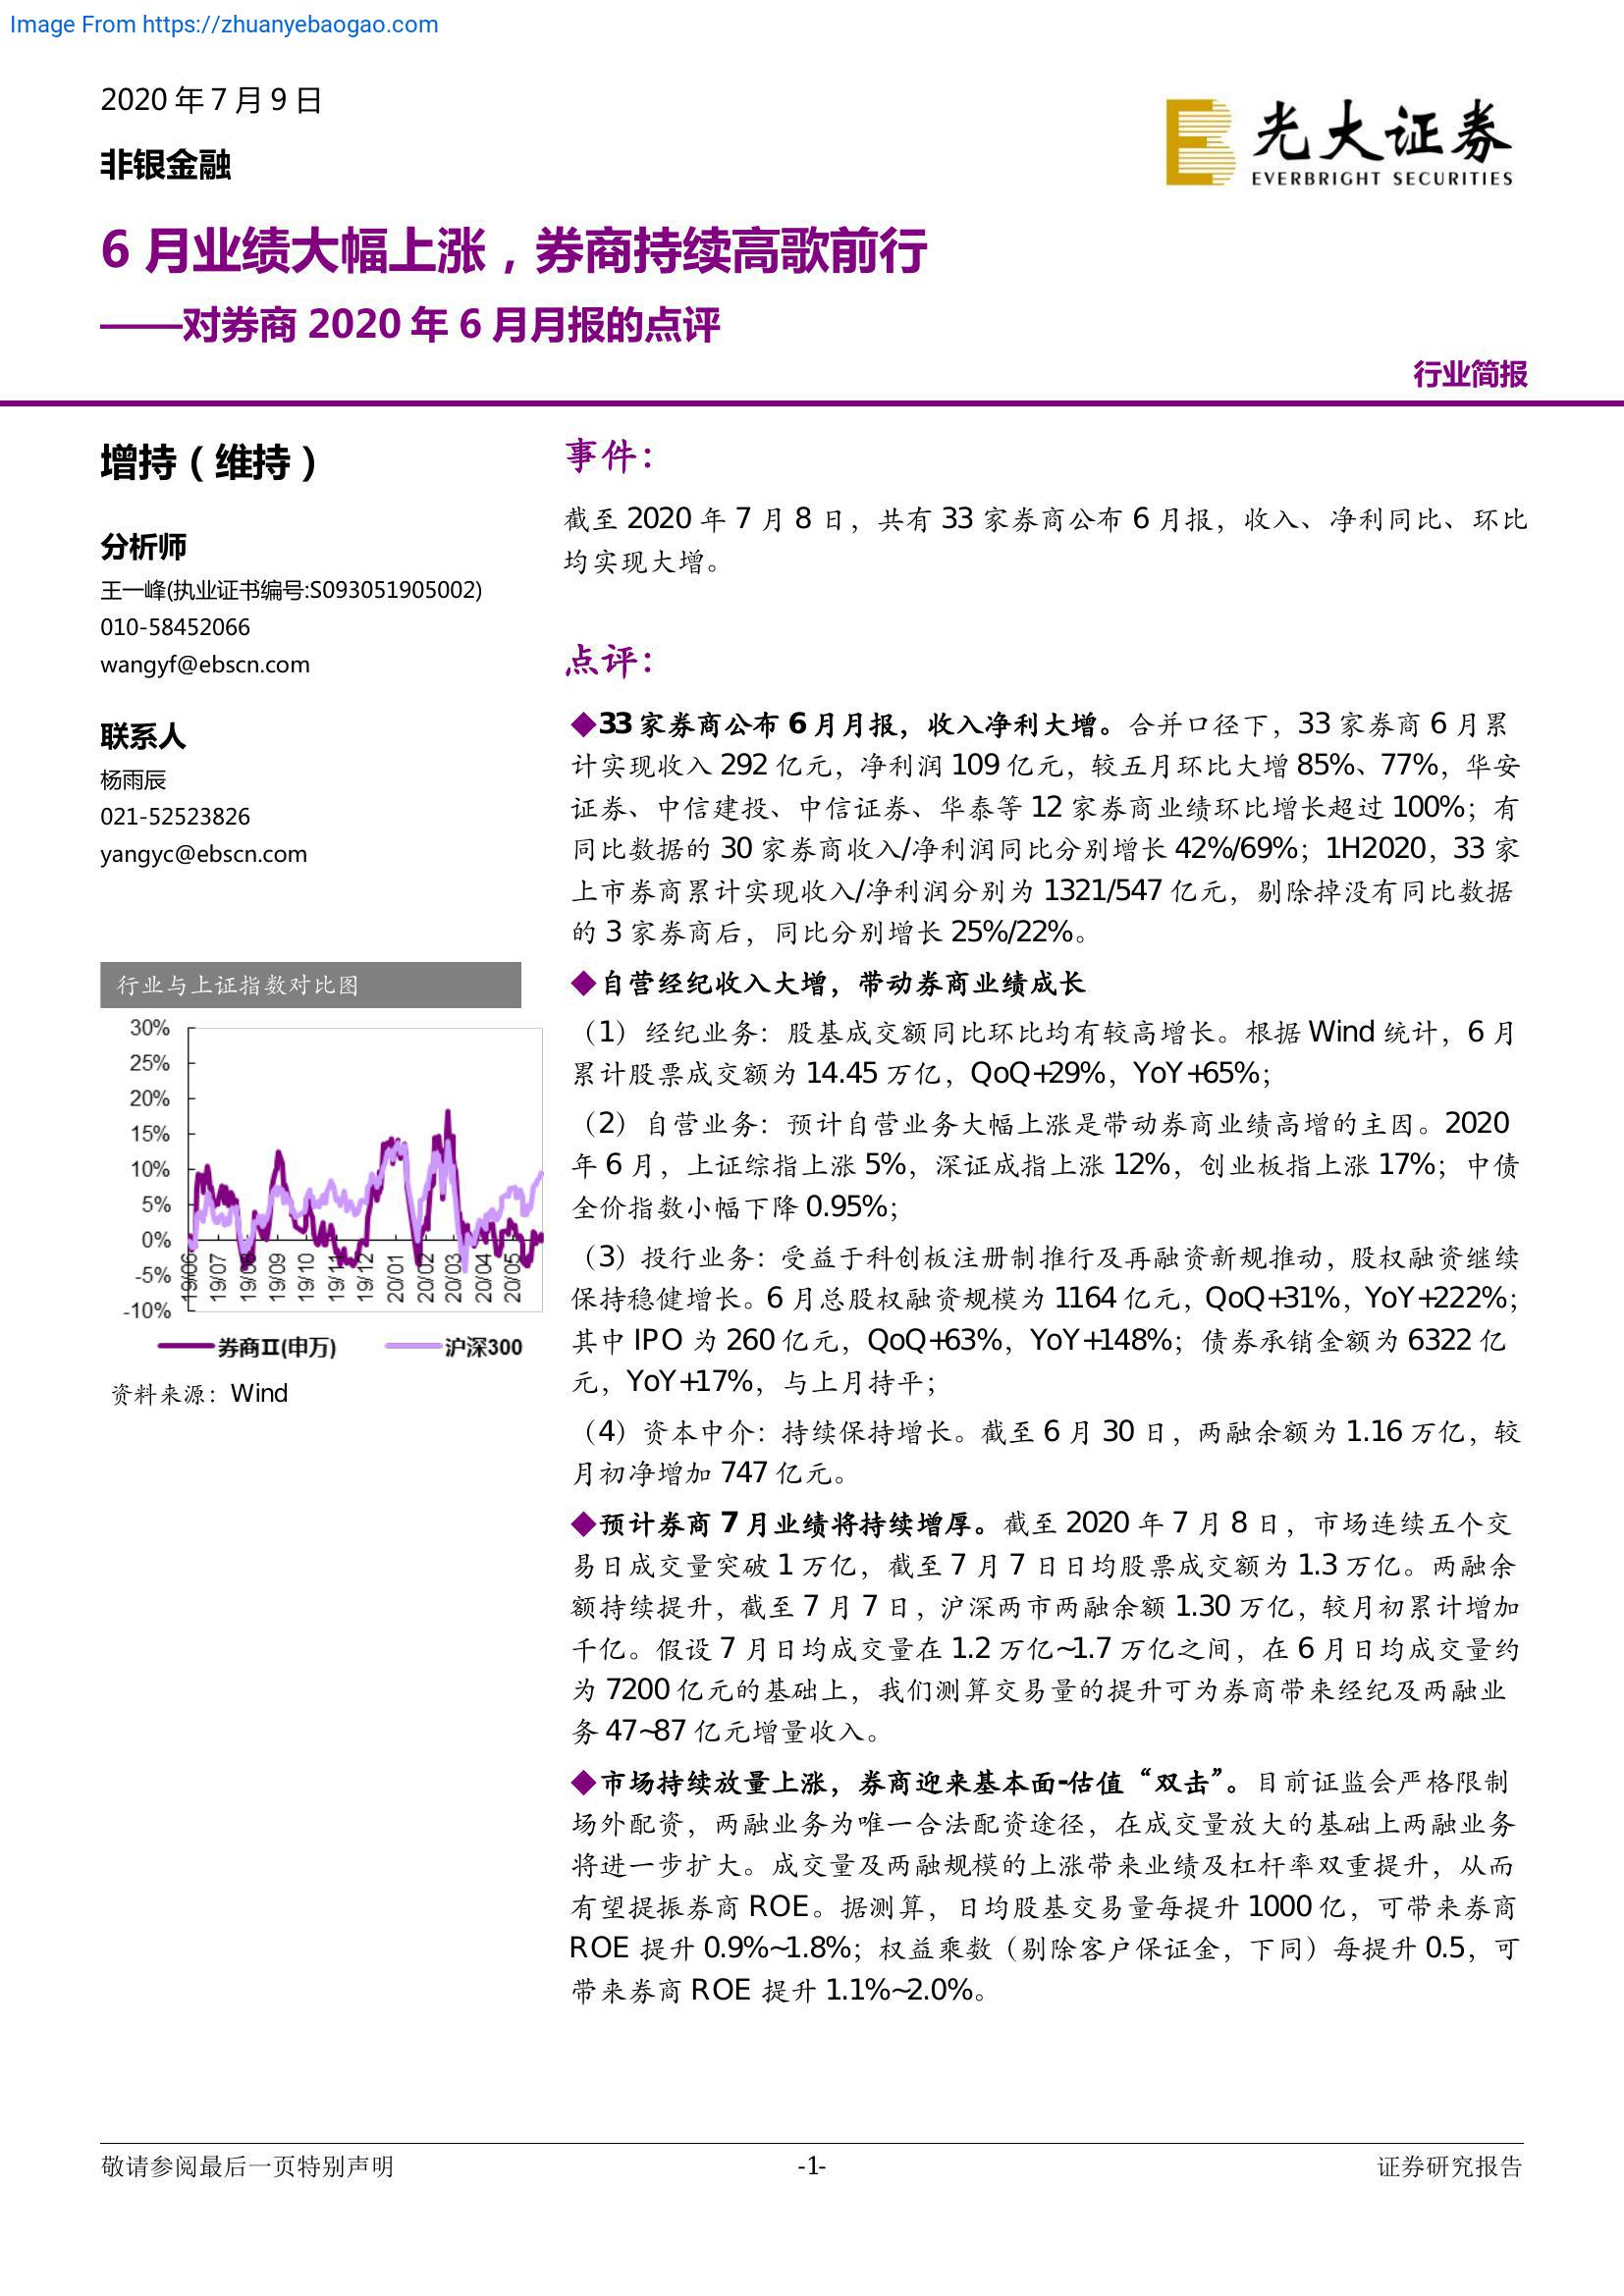 Image From https://zhuanyebaogao.com
2020 年 7 月 9 日
非银金融
光大证券
EVERBRIGHT SECURITIES
6 月业绩大幅上涨，券商持续高歌前行
——对券商 2020 年 6 月月报的点评
行业简报
增持（维持）
分析师
王一峰(执业证书编号:S093051905002)
010-58452066
wangyf@ebscn.com
联系人
杨雨辰
021-52523826
yangyc@ebscn.com
行业与上证指数对比图
30%
25%
20%
15%
10%
5%
0%
-5%
-10%
19/06 19/07 19/08 19/09 19/10 19/11 19/12 20/01 20/02 20/03 20/04 20/05
券商Ⅱ(申万) 沪深300
资料来源：Wind
事件：
截至 2020 年 7 月 8 日，共有 33 家券商公布 6 月报，收入、净利同比、环比
均实现大增。
点评：
◆33 家券商公布 6 月月报，收入净利大增。合并口径下，33 家券商 6 月累
计实现收入 292 亿元，净利润 109 亿元，较五月环比大增 85%、77%，华安
证券、中信建投、中信证券、华泰等 12 家券商业绩环比增长超过 100%；有
同比数据的 30 家券商收入/净利润同比分别增长 42%/69%；1H2020，33 家
上市券商累计实现收入/净利润分别为 1321/547 亿元，剔除掉没有同比数据
的 3 家券商后，同比分别增长 25%/22%。
◆自营经纪收入大增，带动券商业绩成长
（1）经纪业务：股基成交额同比环比均有较高增长。根据 Wind 统计，6 月
累计股票成交额为 14.45 万亿，QoQ+29%，YoY+65%；
（2）自营业务：预计自营业务大幅上涨是带动券商业绩高增的主因。2020
年 6 月，上证综指上涨 5%，深证成指上涨 12%，创业板指上涨 17%；中债
全价指数小幅下降 0.95%；
（3）投行业务：受益于科创板注册制推行及再融资新规推动，股权融资继续
保持稳健增长。6 月总股权融资规模为 1164 亿元，QoQ+31%，YoY+222%；
其中 IPO 为 260 亿元，QoQ+63%，YoY+148%；债券承销金额为 6322 亿
元，YoY+17%，与上月持平；
（4）资本中介：持续保持增长。截至 6 月 30 日，两融余额为 1.16 万亿，较
月初净增加 747 亿元。
◆预计券商 7 月业绩将持续增厚。截至 2020 年 7 月 8 日，市场连续五个交
易日成交量突破 1 万亿，截至 7 月 7 日日均股票成交额为 1.3 万亿。两融余
额持续提升，截至 7 月 7 日，沪深两市两融余额 1.30 万亿，较月初累计增加
千亿。假设 7 月日均成交量在 1.2 万亿~1.7 万亿之间，在 6 月日均成交量约
为 7200 亿元的基础上，我们测算交易量的提升可为券商带来经纪及两融业
务 47~87 亿元增量收入。
◆市场持续放量上涨，券商迎来基本面-估值“双击”。目前证监会严格限制
场外配资，两融业务为唯一合法配资途径，在成交量放大的基础上两融业务
将进一步扩大。成交量及两融规模的上涨带来业绩及杠杆率双重提升，从而
有望提振券商 ROE。据测算，日均股基交易量每提升 1000 亿，可带来券商
ROE 提升 0.9%~1.8%；权益乘数（剔除客户保证金，下同）每提升 0.5，可
带来券商 ROE 提升 1.1%~2.0%。
敬请参阅最后一页特别声明
-1-
证券研究报告